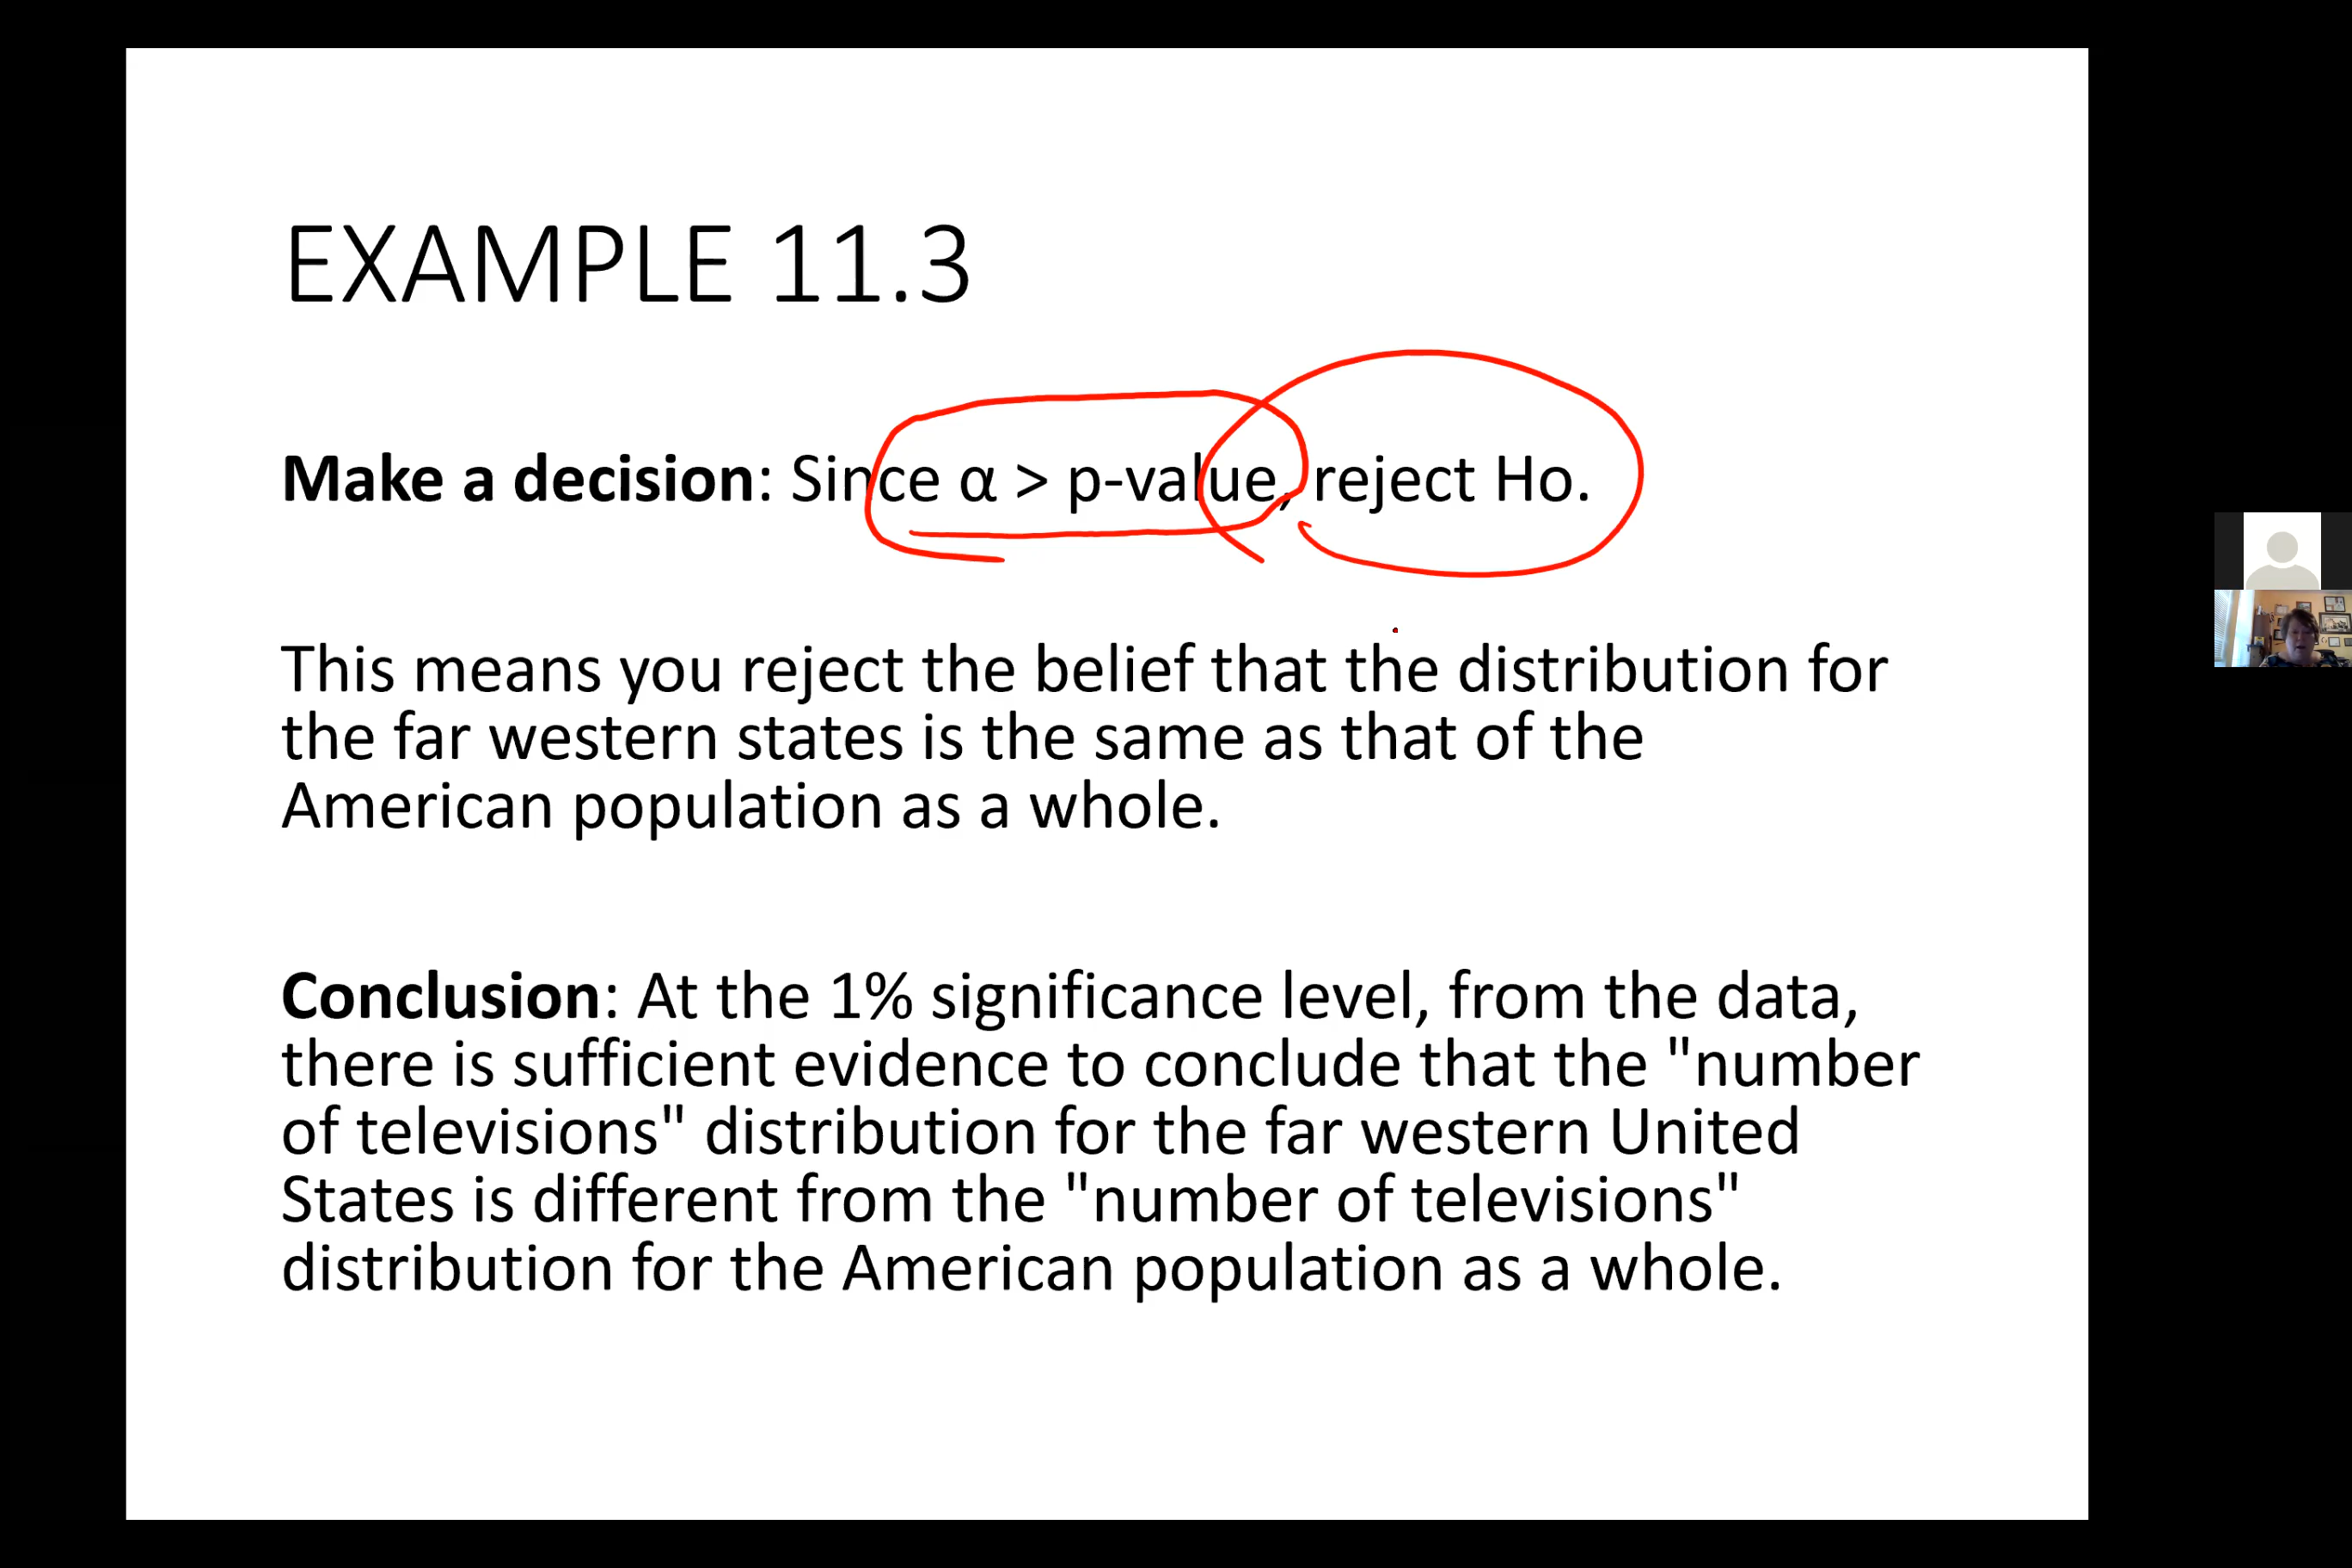 EXAMPLE 11.3
Make a decision: Since α > p-value, reject Ho.
This means you reject the belief that the distribution for
the far western states is the same as that of the
American population as a whole.
Conclusion: At the 1% significance level, from the data,
there is sufficient evidence to conclude that the "number
of televisions" distribution for the far western United
States is different from the "number of televisions"
distribution for the American population as a whole.